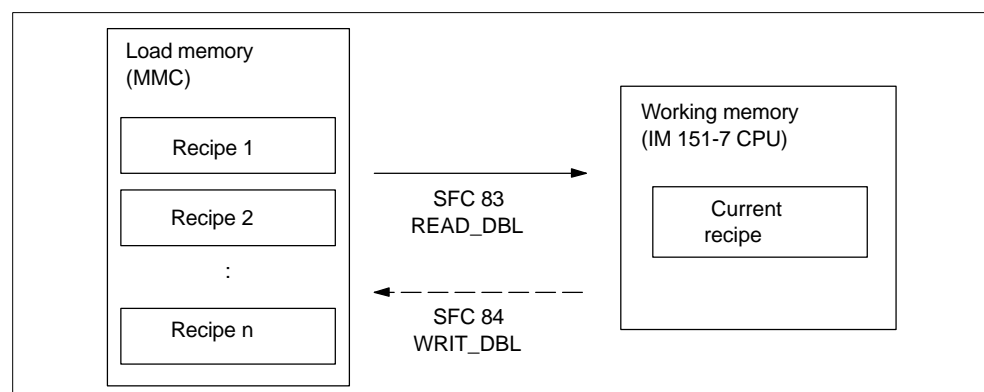 Load memory
(MMC)
Recipe 1
Recipe 2
:
Recipe n
SFC 83
READ_DBL
SFC 84
WRIT_DBL
Working memory
(IM 151-7 CPU)
Current
recipe